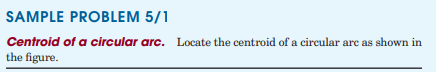 SAMPLE PROBLEM 5/1
Centroid of a circular arc. Locate the centroid of a circular arc as shown in
the figure.